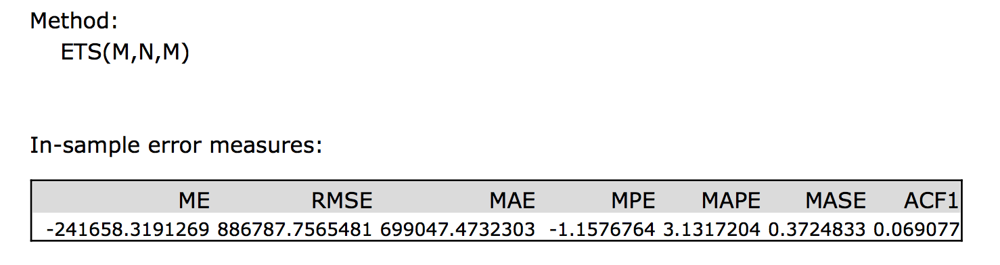 Method:
ETS(M,N,M)
In-sample error measures:
ME RMSE MAE MPE MAPE MASE ACF1
-241658.3191269 886787.7565481 699047.4732303 -1.1576764 3.1317204 0.3724833 0.069077